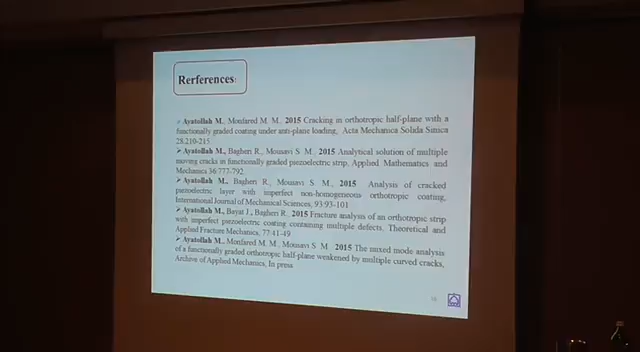 Rerferences:
Ayatollah M., Monfared M. M., 2015 Cracking in orthotropic half-plane with a
functionally graded coating under anti-plane loading, Acta Mechanica Solida Sinica
28:210-215.
➤ Ayatollah M., Bagheri R., Mousavi S. M., 2015 Analytical solution of multiple
moving cracks in functionally graded piezoelectric strip, Applied Mathematics and
Mechanics 36:777-792
➤ Ayatollah M., Bagheri R., Mousavi S. M., 2015 Analysis of cracked
piezoelectric layer with imperfect non-homogeneous orthotropic coating,
International Journal of Mechanical Sciences, 93:93-101
➤ Ayatollah M., Bayat J., Bagheri R., 2015 Fracture analysis of an orthotropic strip
with imperfect piezoelectric coating containing multiple defects, Theoretical and
Applied Fracture Mechanics, 77:41-49
➤ Ayatollah M., Monfared M. M., Mousavi S. M. 2015 The mixed mode analysis
of a functionally graded orthotropic half-plane weakened by multiple curved cracks,
Archive of Applied Mechanics, In press